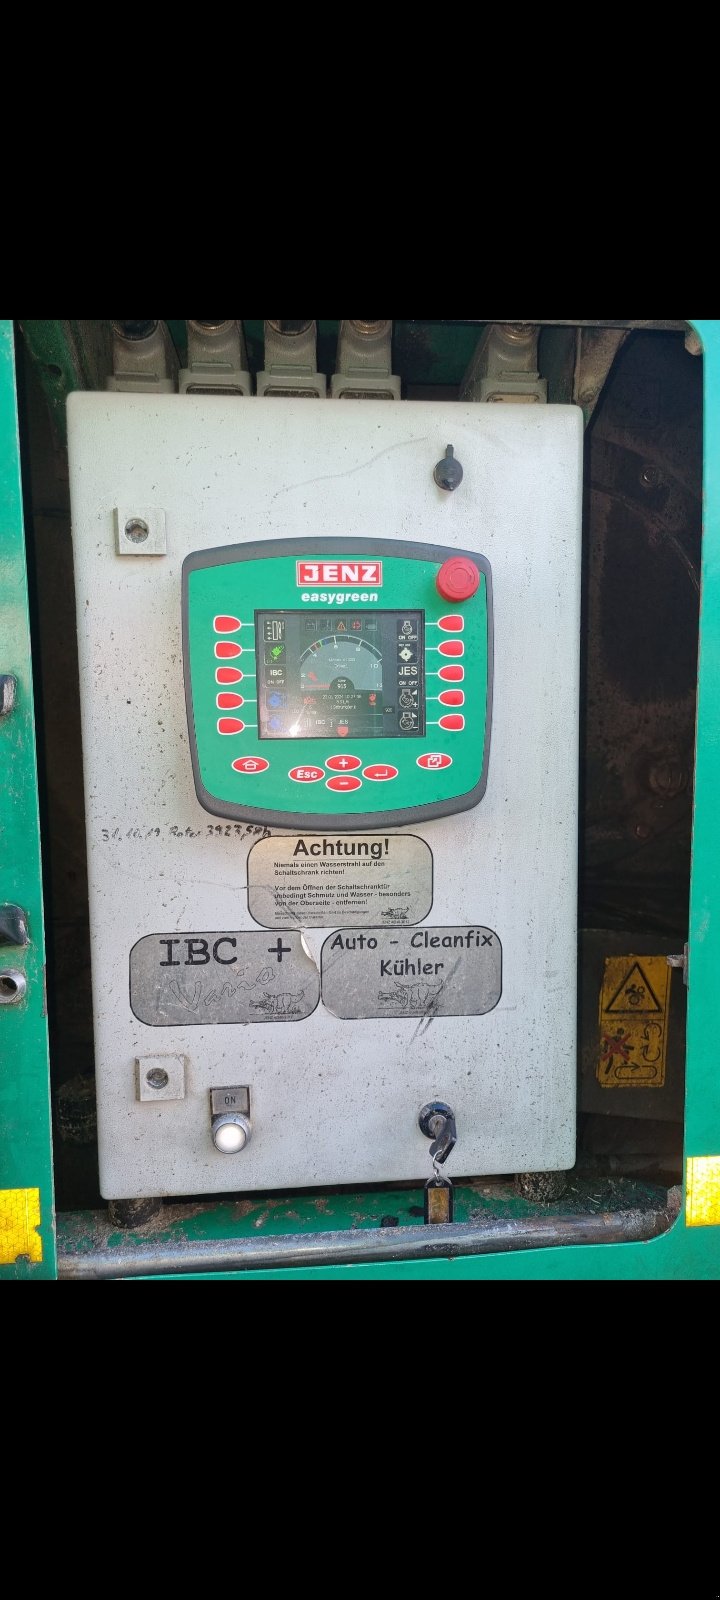 JENZ
easygreen
ON OFF
IBC
ON OFF
JES
ON OFF
IBC
JES
Esc
+
-
31.10.19 Rotor
Achtung!
Niemals einen Wasserstrahl auf den
Schaltschrank richten!
Vor dem Öffnen der Schaltschranktür
unbedingt Schmutz und Wasser - besonders
von der Oberseite - entfernen!
IBC +
Vario
Auto - Cleanfix
Kühler
ON